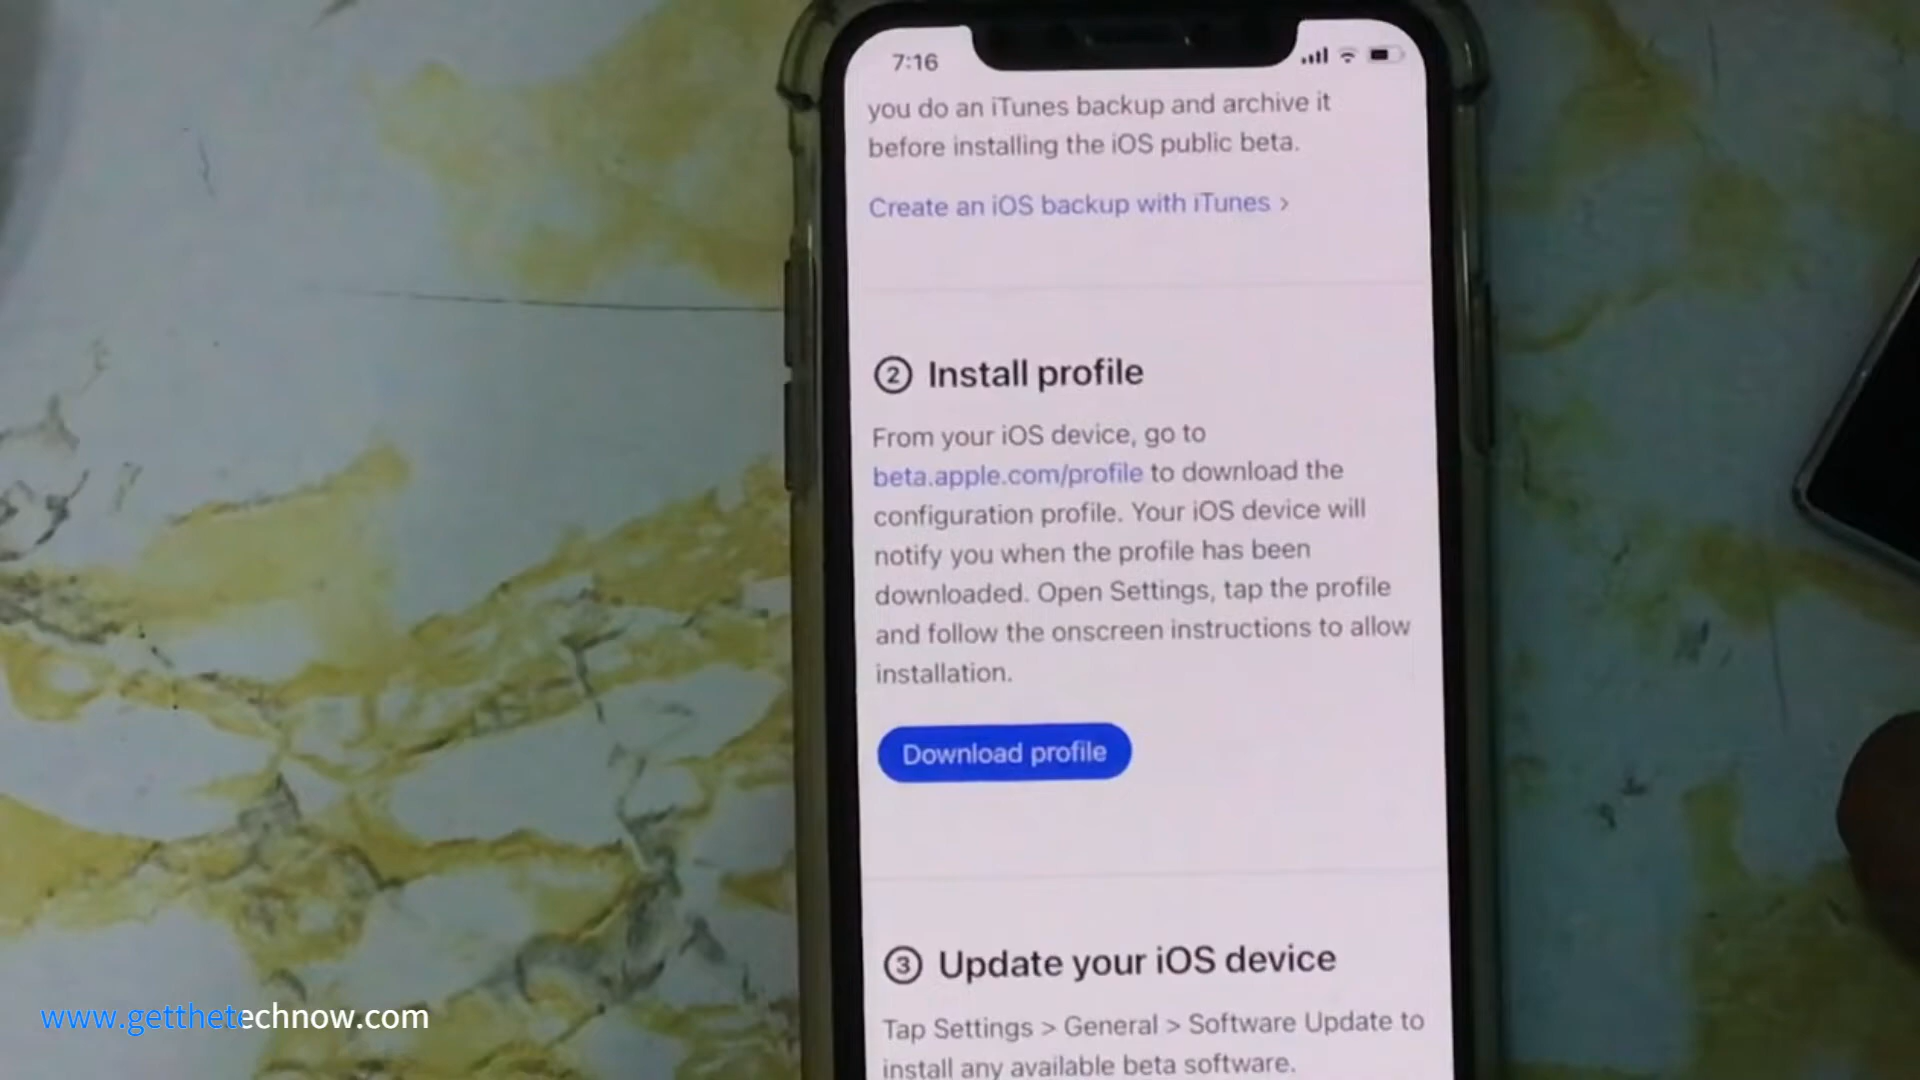 7:16
you do an iTunes backup and archive it
before installing the iOS public beta.
Create an iOS backup with iTunes >
2 Install profile
From your iOS device, go to
beta.apple.com/profile to download the
configuration profile. Your iOS device will
notify you when the profile has been
downloaded. Open Settings, tap the profile
and follow the onscreen instructions to allow
installation.
Download profile
3 Update your iOS device
Tap Settings > General > Software Update to
install any available beta software.
www.getthetechnow.com